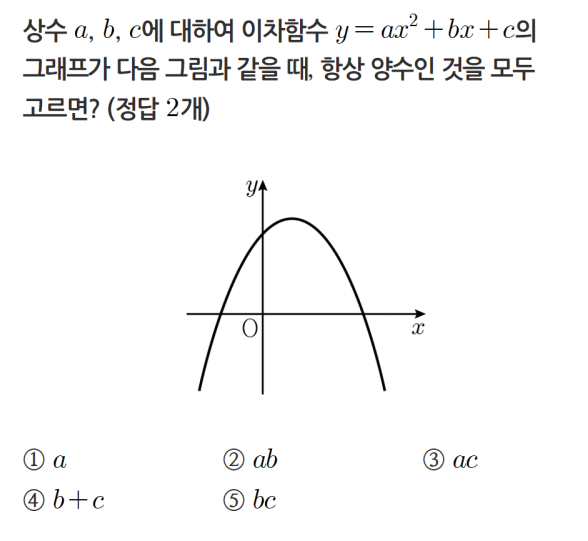 상수 a, b, c에 대하여 이차함수 y = ax² + bx + c의
그래프가 다음 그림과 같을 때, 항상 양수인 것을 모두
고르면? (정답 2개)
y
O
x
① a ② ab ③ ac
④ b+c ⑤ bc